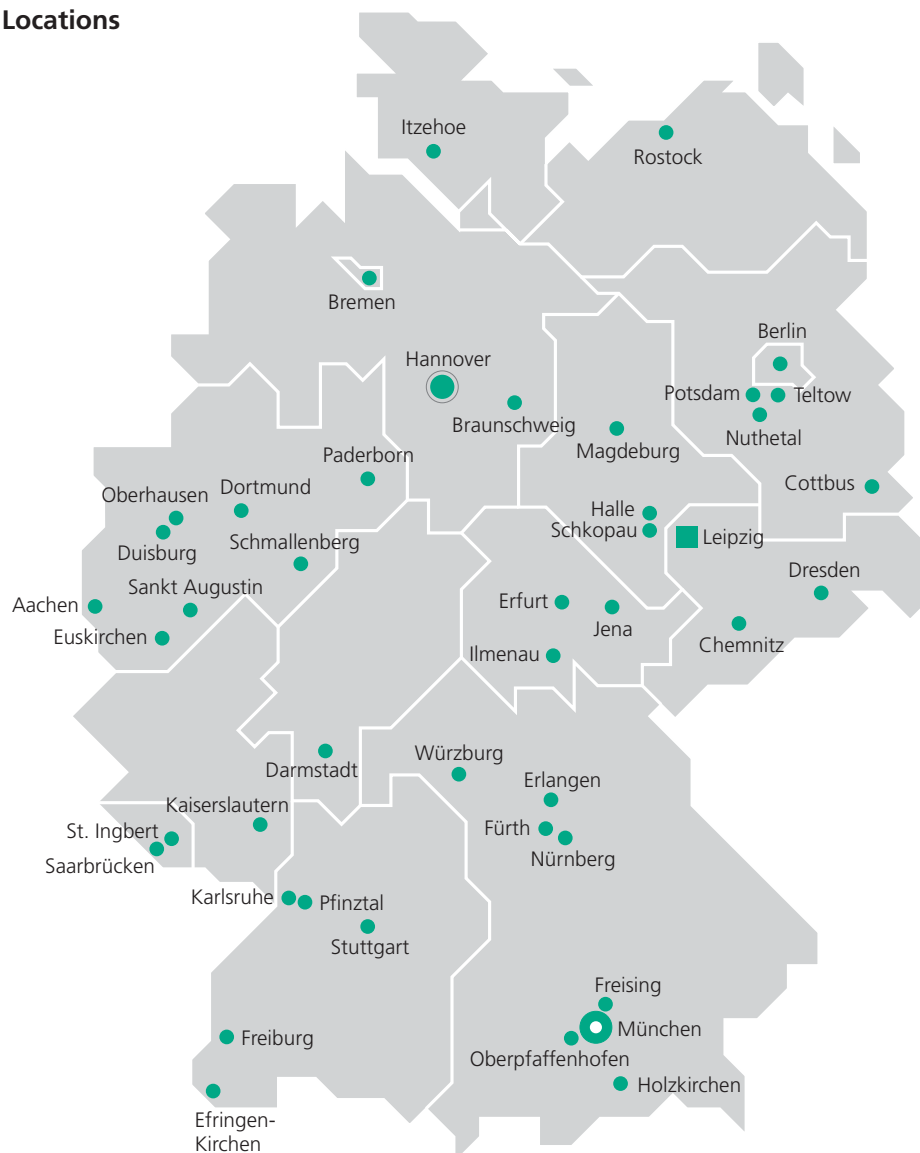 Locations
Itzehoe
Rostock
Bremen
Berlin
Hannover
Potsdam
Teltow
Braunschweig
Nuthetal
Magdeburg
Paderborn
Cottbus
Oberhausen
Dortmund
Halle
Schkopau
Leipzig
Duisburg
Schmallenberg
Dresden
Sankt Augustin
Aachen
Erfurt
Jena
Euskirchen
Chemnitz
Ilmenau
Würzburg
Darmstadt
Erlangen
Kaiserslautern
Fürth
St. Ingbert
Nürnberg
Saarbrücken
Karlsruhe
Pfinztal
Stuttgart
Freising
München
Freiburg
Oberpfaffenhofen
Holzkirchen
Efringen-
Kirchen